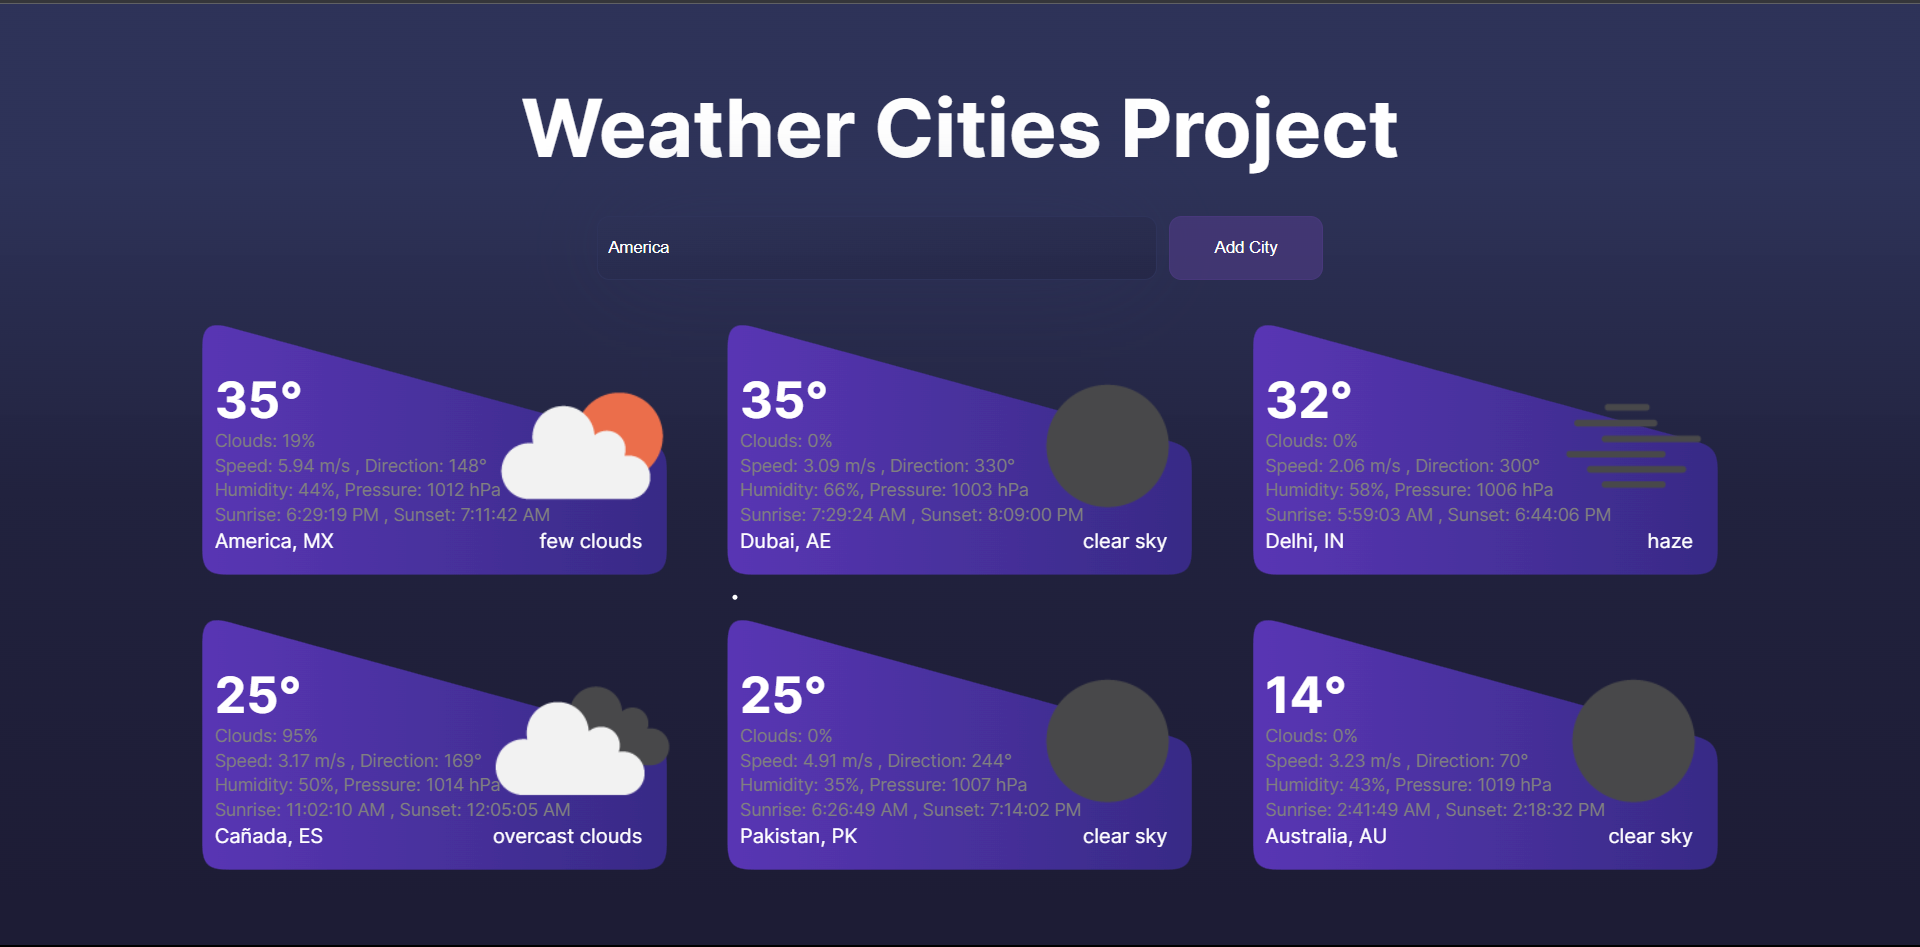 Weather Cities Project
America
Add City
35°
Clouds: 19%
Speed: 5.94 m/s , Direction: 148°
Humidity: 44%, Pressure: 1012 hPa
Sunrise: 6:29:19 PM , Sunset: 7:11:42 AM
America, MX few clouds
35°
Clouds: 0%
Speed: 3.09 m/s , Direction: 330°
Humidity: 66%, Pressure: 1003 hPa
Sunrise: 7:29:24 AM , Sunset: 8:09:00 PM
Dubai, AE clear sky
32°
Clouds: 0%
Speed: 2.06 m/s , Direction: 300°
Humidity: 58%, Pressure: 1006 hPa
Sunrise: 5:59:03 AM , Sunset: 6:44:06 PM
Delhi, IN haze
25°
Clouds: 95%
Speed: 3.17 m/s , Direction: 169°
Humidity: 50%, Pressure: 1014 hPa
Sunrise: 11:02:10 AM , Sunset: 12:05:05 AM
Cañada, ES overcast clouds
25°
Clouds: 0%
Speed: 4.91 m/s , Direction: 244°
Humidity: 35%, Pressure: 1007 hPa
Sunrise: 6:26:49 AM , Sunset: 7:14:02 PM
Pakistan, PK clear sky
14°
Clouds: 0%
Speed: 3.23 m/s , Direction: 70°
Humidity: 43%, Pressure: 1019 hPa
Sunrise: 2:41:49 AM , Sunset: 2:18:32 PM
Australia, AU clear sky